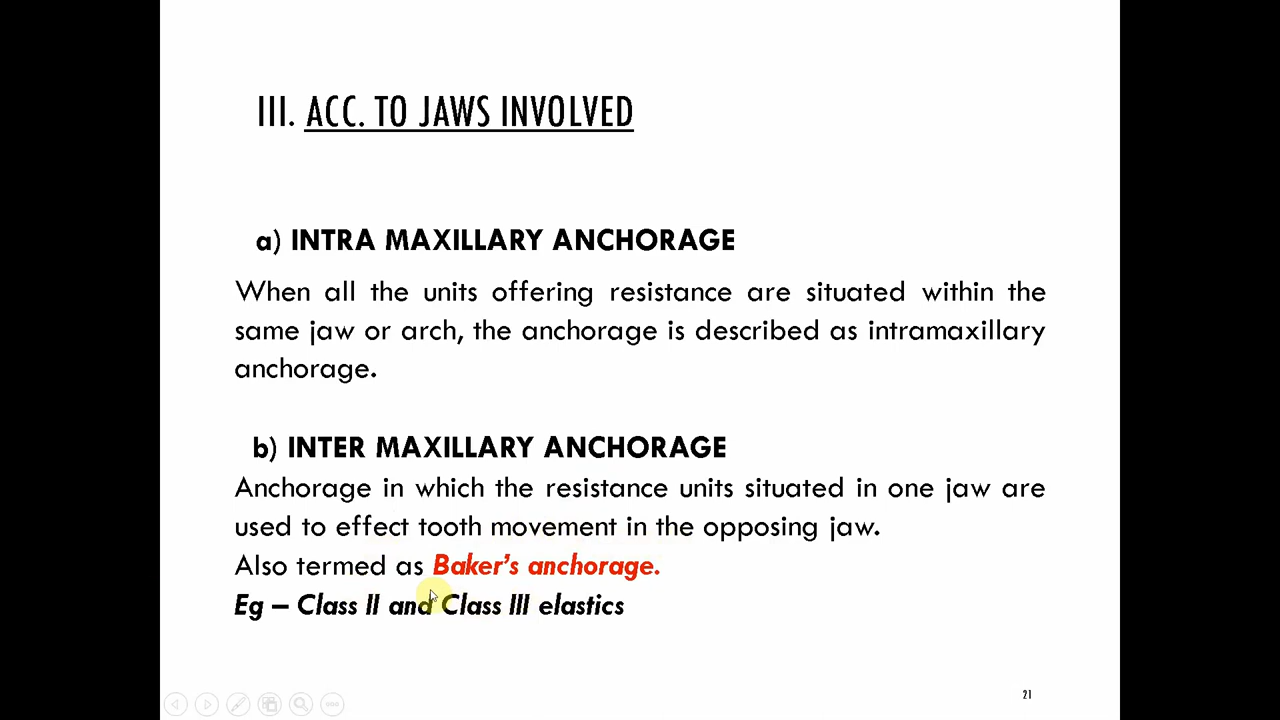 III. ACC. TO JAWS INVOLVED
a) INTRA MAXILLARY ANCHORAGE
When all the units offering resistance are situated within the
same jaw or arch, the anchorage is described as intramaxillary
anchorage.
b) INTER MAXILLARY ANCHORAGE
Anchorage in which the resistance units situated in one jaw are
used to effect tooth movement in the opposing jaw.
Also termed as Baker’s anchorage.
Eg – Class II and Class III elastics
21